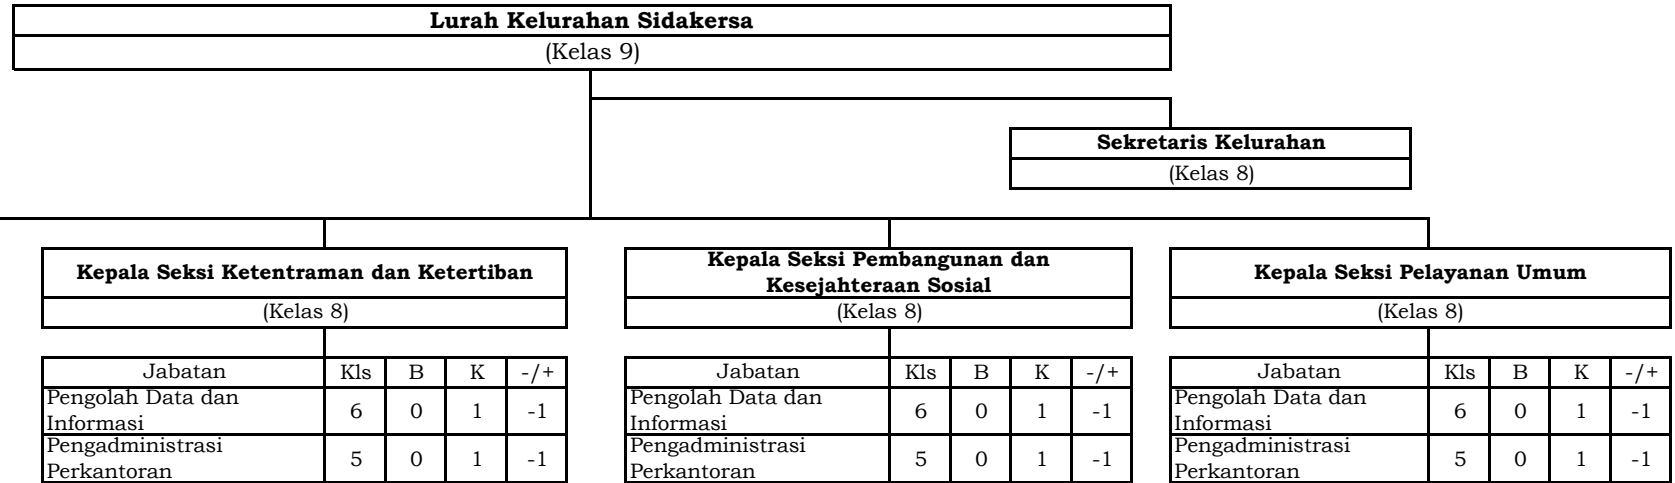 Lurah Kelurahan Sidakersa
(Kelas 9)
Sekretaris Kelurahan
(Kelas 8)
Kepala Seksi Ketentraman dan Ketertiban
(Kelas 8)
Jabatan Kls B K -/+
Pengolah Data dan
Informasi 6 0 1 -1
Pengadministrasi
Perkantoran 5 0 1 -1
Kepala Seksi Pembangunan dan
Kesejahteraan Sosial
(Kelas 8)
Jabatan Kls B K -/+
Pengolah Data dan
Informasi 6 0 1 -1
Pengadministrasi
Perkantoran 5 0 1 -1
Kepala Seksi Pelayanan Umum
(Kelas 8)
Jabatan Kls B K -/+
Pengolah Data dan
Informasi 6 0 1 -1
Pengadministrasi
Perkantoran 5 0 1 -1